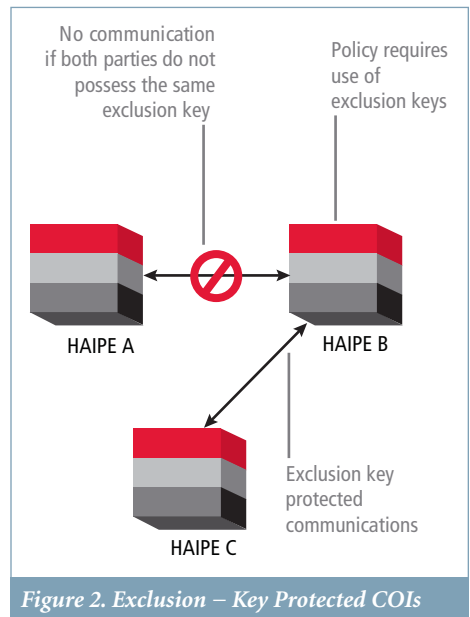 No communication
if both parties do not
possess the same
exclusion key
Policy requires
use of
exclusion keys
HAIPE A
HAIPE B
HAIPE C
Exclusion key
protected
communications
Figure 2. Exclusion – Key Protected COIs